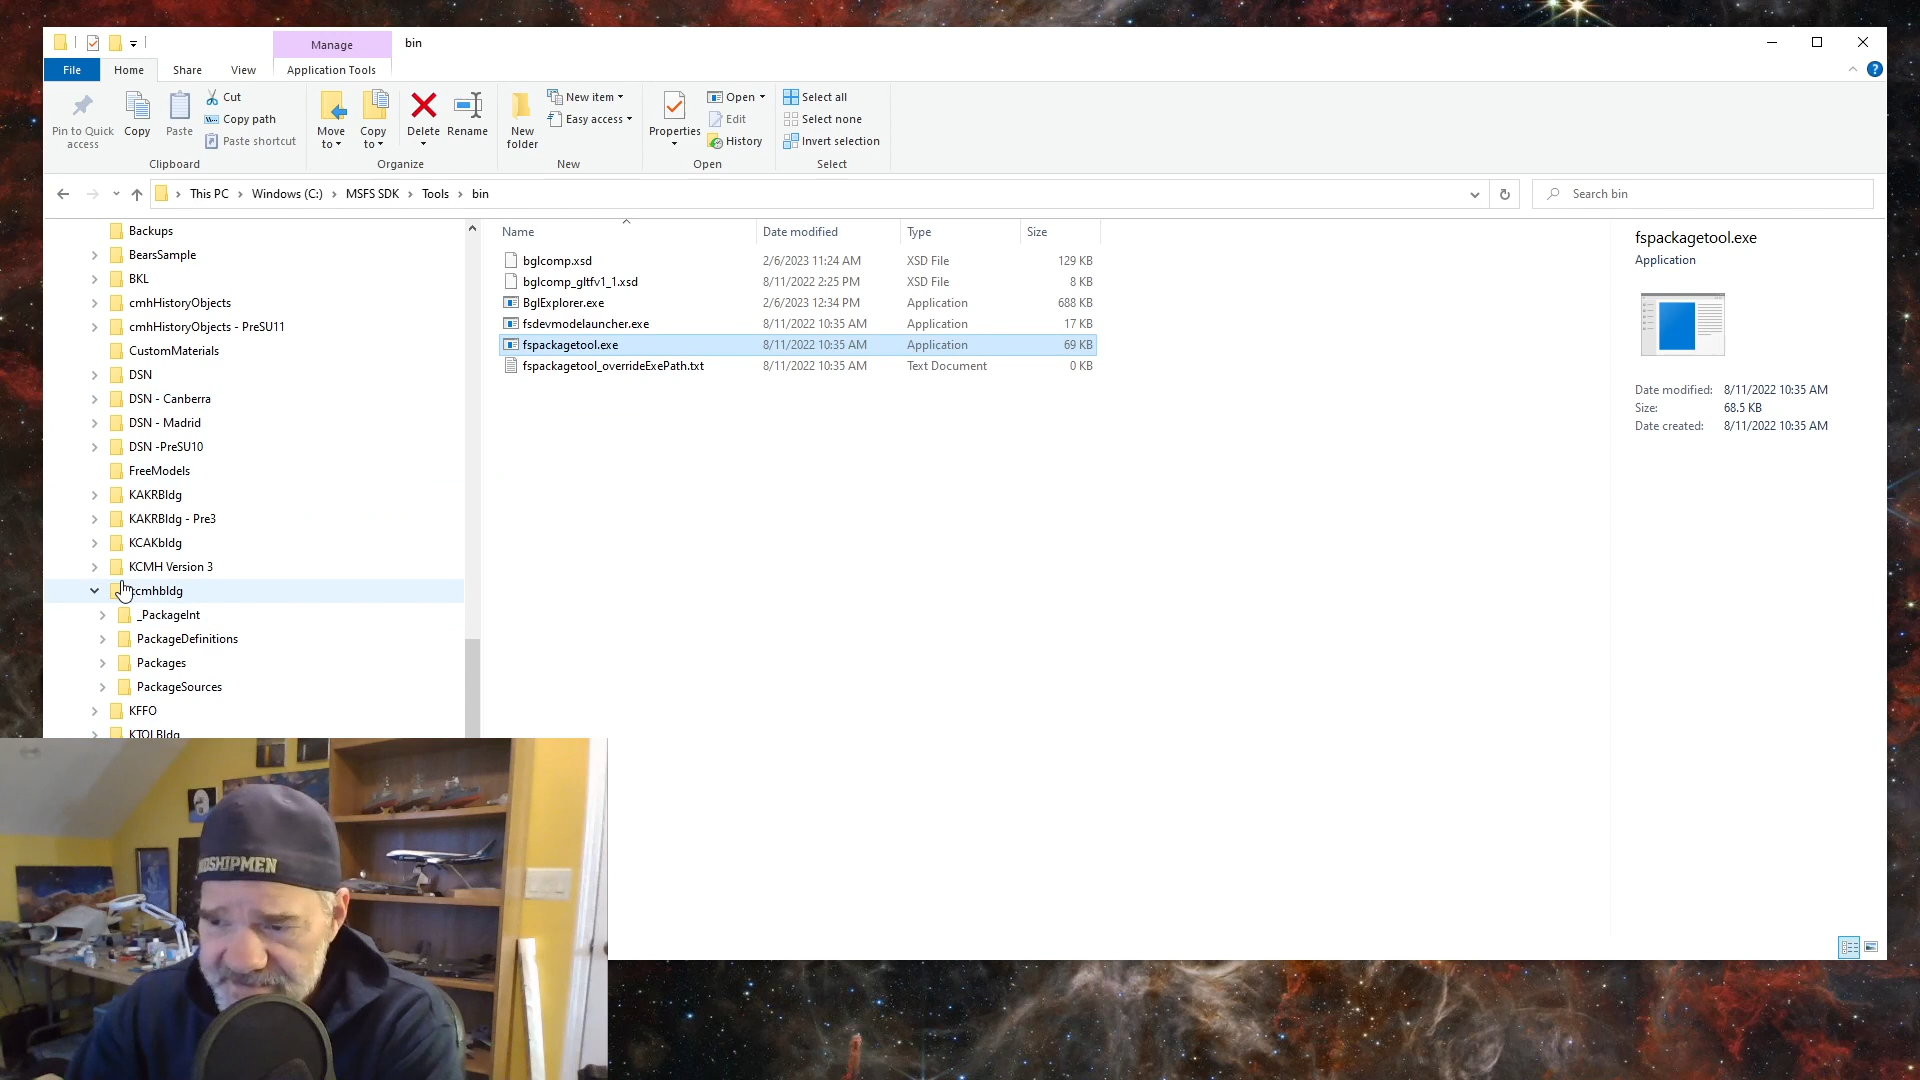 Manage
bin
File
Home
Share
View
Application Tools
Pin to Quick access
Copy
Paste
Cut
Copy path
Paste shortcut
Clipboard
Move to
Copy to
Delete
Rename
Organize
New folder
New item
Easy access
New
Properties
Open
Edit
History
Open
Select all
Select none
Invert selection
Select
This PC > Windows (C:) > MSFS SDK > Tools > bin
Search bin
Backups
BearsSample
BKL
cmhHistoryObjects
cmhHistoryObjects - PreSU11
CustomMaterials
DSN
DSN - Canberra
DSN - Madrid
DSN -PreSU10
FreeModels
KAKRBldg
KAKRBldg - Pre3
KCAKbldg
KCMH Version 3
cmhbldg
_PackageInt
PackageDefinitions
Packages
PackageSources
KFFO
KTOLBldg
Name Date modified Type Size
bglcomp.xsd 2/6/2023 11:24 AM XSD File 129 KB
bglcomp_gltfv1_1.xsd 8/11/2022 2:25 PM XSD File 8 KB
BglExplorer.exe 2/6/2023 12:34 PM Application 688 KB
fsdevmodelauncher.exe 8/11/2022 10:35 AM Application 17 KB
fspackagetool.exe 8/11/2022 10:35 AM Application 69 KB
fspackagetool_overrideExePath.txt 8/11/2022 10:35 AM Text Document 0 KB
fspackagetool.exe
Application
Date modified: 8/11/2022 10:35 AM
Size: 68.5 KB
Date created: 8/11/2022 10:35 AM
IDSHIPMEN